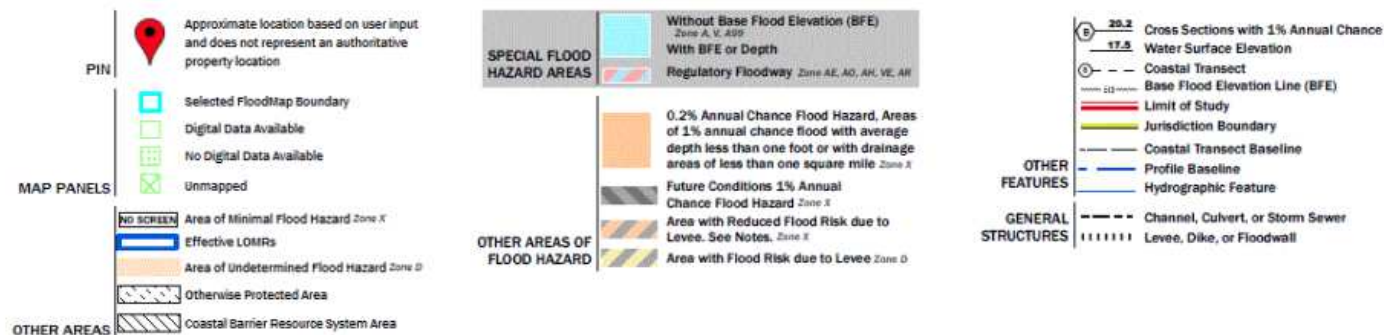 PIN
Approximate location based on user input
and does not represent an authoritative
property location
MAP PANELS
Selected FloodMap Boundary
Digital Data Available
No Digital Data Available
Unmapped
OTHER AREAS
NO SCREEN Area of Minimal Flood Hazard Zone X
Effective LOMRs
Area of Undetermined Flood Hazard Zone D
Otherwise Protected Area
Coastal Barrier Resource System Area
SPECIAL FLOOD
HAZARD AREAS
Without Base Flood Elevation (BFE)
Zone A, V, A99
With BFE or Depth
Regulatory Floodway Zone AE, AO, AH, VE, AR
OTHER AREAS OF
FLOOD HAZARD
0.2% Annual Chance Flood Hazard, Areas
of 1% annual chance flood with average
depth less than one foot or with drainage
areas of less than one square mile Zone X
Future Conditions 1% Annual
Chance Flood Hazard Zone X
Area with Reduced Flood Risk due to
Levee. See Notes. Zone X
Area with Flood Risk due to Levee Zone D
OTHER
FEATURES
B 20.2 Cross Sections with 1% Annual Chance
17.5 Water Surface Elevation
8 Coastal Transect
513 Base Flood Elevation Line (BFE)
Limit of Study
Jurisdiction Boundary
Coastal Transect Baseline
Profile Baseline
Hydrographic Feature
GENERAL
STRUCTURES
Channel, Culvert, or Storm Sewer
Levee, Dike, or Floodwall